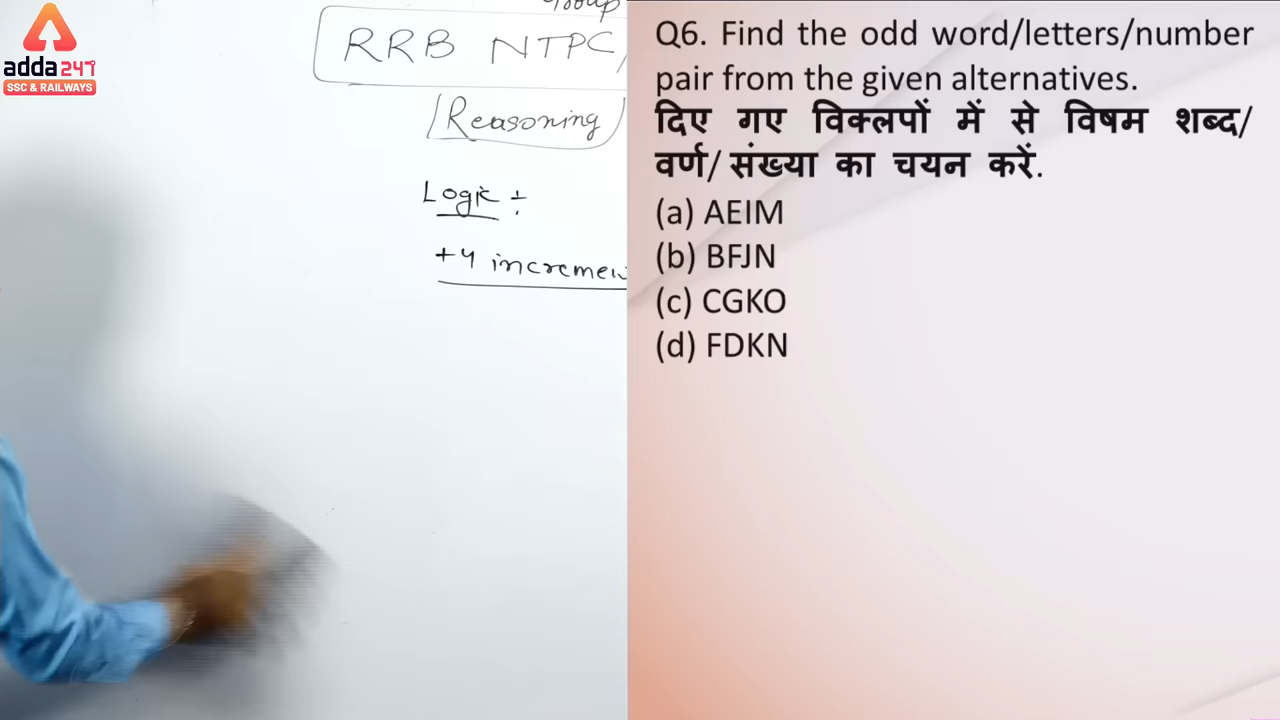 adda247
SSC & RAILWAYS
RRB NTPC/
Reasoning
Logic ÷
+4 increment
Q6. Find the odd word/letters/number
pair from the given alternatives.
दिए गए विकल्पों में से विषम शब्द/
वर्ण/ संख्या का चयन करें.
(a) AEIM
(b) BFJN
(c) CGKO
(d) FDKN